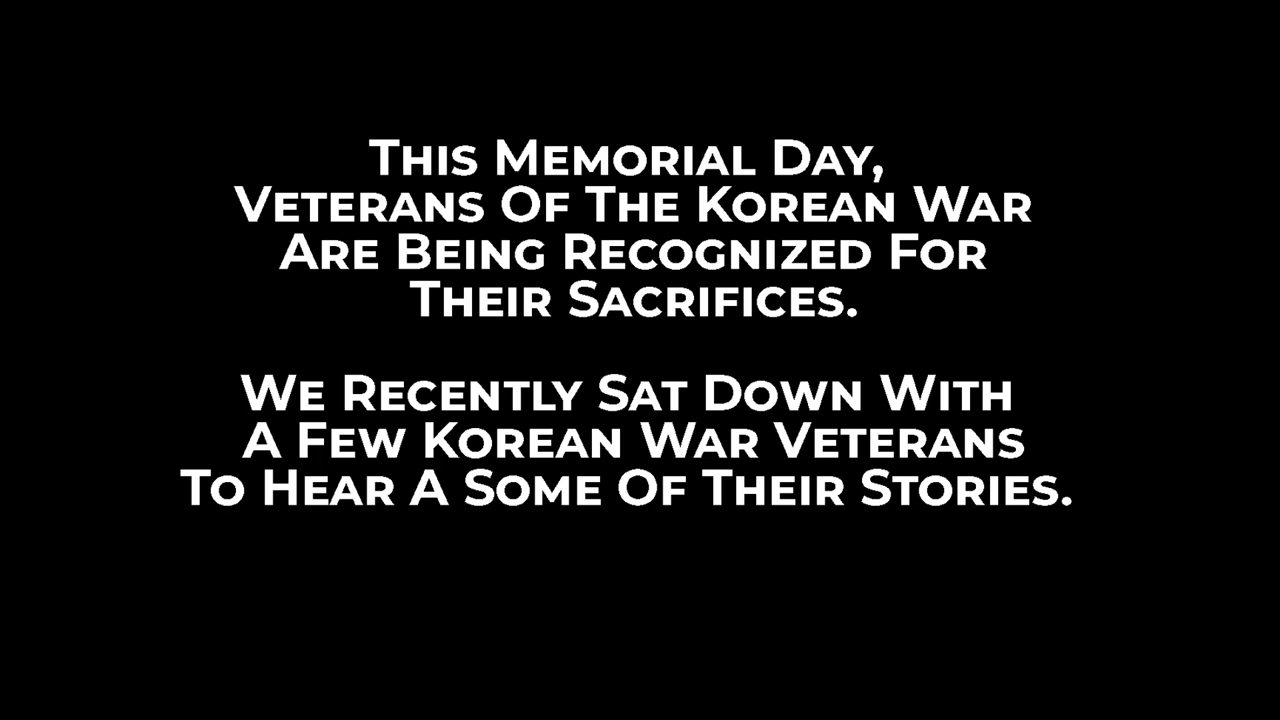 This Memorial Day,
Veterans Of The Korean War
Are Being Recognized For
Their Sacrifices.
We Recently Sat Down With
A Few Korean War Veterans
To Hear A Some Of Their Stories.